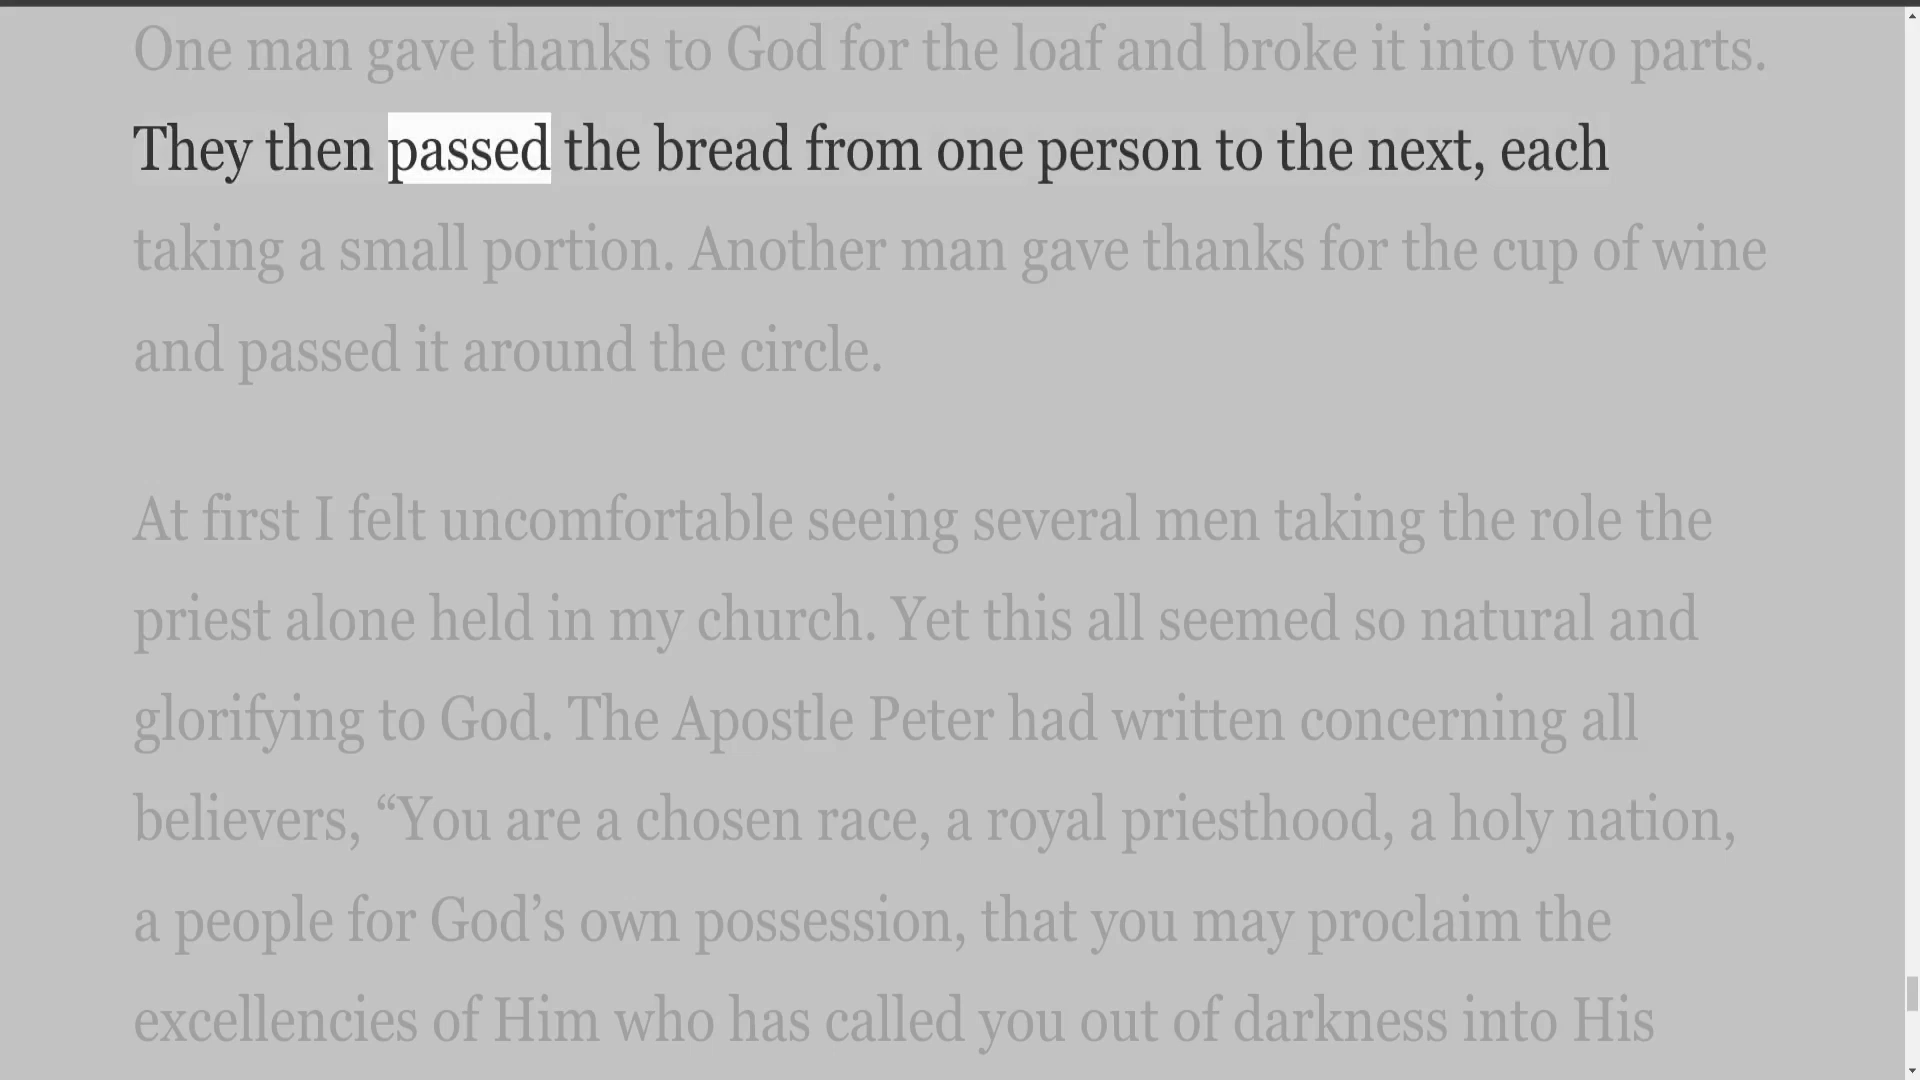 One man gave thanks to God for the loaf and broke it into two parts.
They then passed the bread from one person to the next, each
taking a small portion. Another man gave thanks for the cup of wine
and passed it around the circle.
At first I felt uncomfortable seeing several men taking the role the
priest alone held in my church. Yet this all seemed so natural and
glorifying to God. The Apostle Peter had written concerning all
believers, “You are a chosen race, a royal priesthood, a holy nation,
a people for God’s own possession, that you may proclaim the
excellencies of Him who has called you out of darkness into His